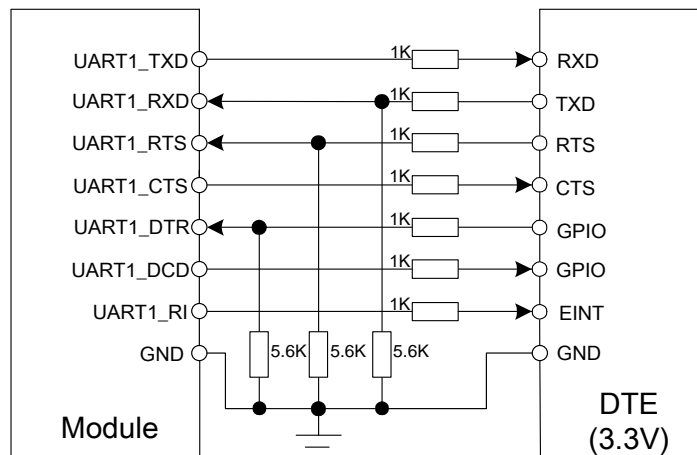 UART1_TXD 1K RXD
UART1_RXD 1K TXD
UART1_RTS 1K RTS
UART1_CTS 1K CTS
UART1_DTR 1K GPIO
UART1_DCD 1K GPIO
UART1_RI 1K EINT
GND 5.6K 5.6K 5.6K GND
Module
DTE
(3.3V)